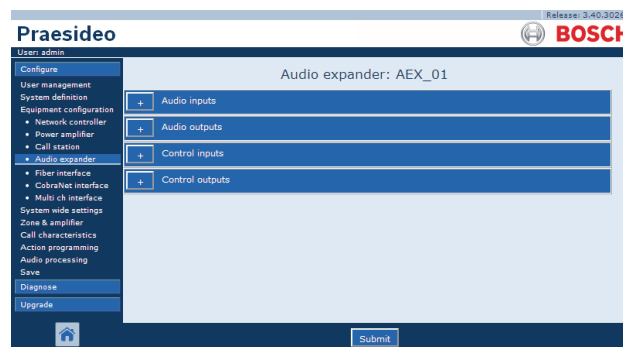 Release: 3.40.3026
Praesideo
BOSCH
User: admin
Configure
User management
System definition
Equipment configuration
• Network controller
• Power amplifier
• Call station
• Audio expander
• Fiber interface
• CobraNet interface
• Multi ch interface
System wide settings
Zone & amplifier
Call characteristics
Action programming
Audio processing
Save
Diagnose
Upgrade
Audio expander: AEX_01
+ Audio inputs
+ Audio outputs
+ Control inputs
+ Control outputs
Submit